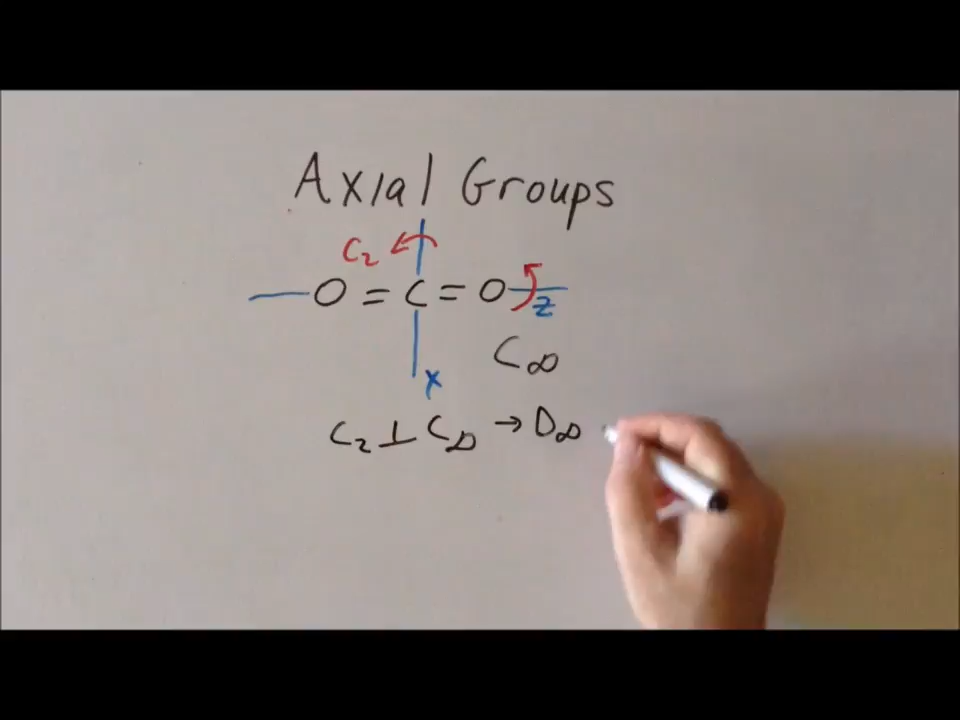 Axial Groups
C₂
O=C=O
z
C∞
x
C₂⊥C∞→D∞